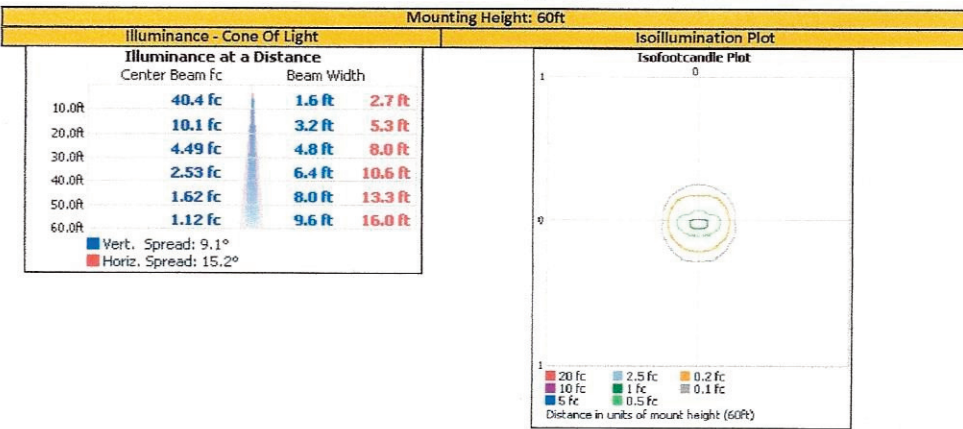 Mounting Height: 60ft
Illuminance - Cone Of Light
Isoillumination Plot
Illuminance at a Distance
Center Beam fc Beam Width
10.0ft 40.4 fc 1.6 ft 2.7 ft
20.0ft 10.1 fc 3.2 ft 5.3 ft
30.0ft 4.49 fc 4.8 ft 8.0 ft
40.0ft 2.53 fc 6.4 ft 10.6 ft
50.0ft 1.62 fc 8.0 ft 13.3 ft
60.0ft 1.12 fc 9.6 ft 16.0 ft
Vert. Spread: 9.1°
Horiz. Spread: 15.2°
Isofootcandle Plot
0
1
0
1
20 fc 2.5 fc 0.2 fc
10 fc 1 fc 0.1 fc
5 fc 0.5 fc
Distance in units of mount height (60ft)